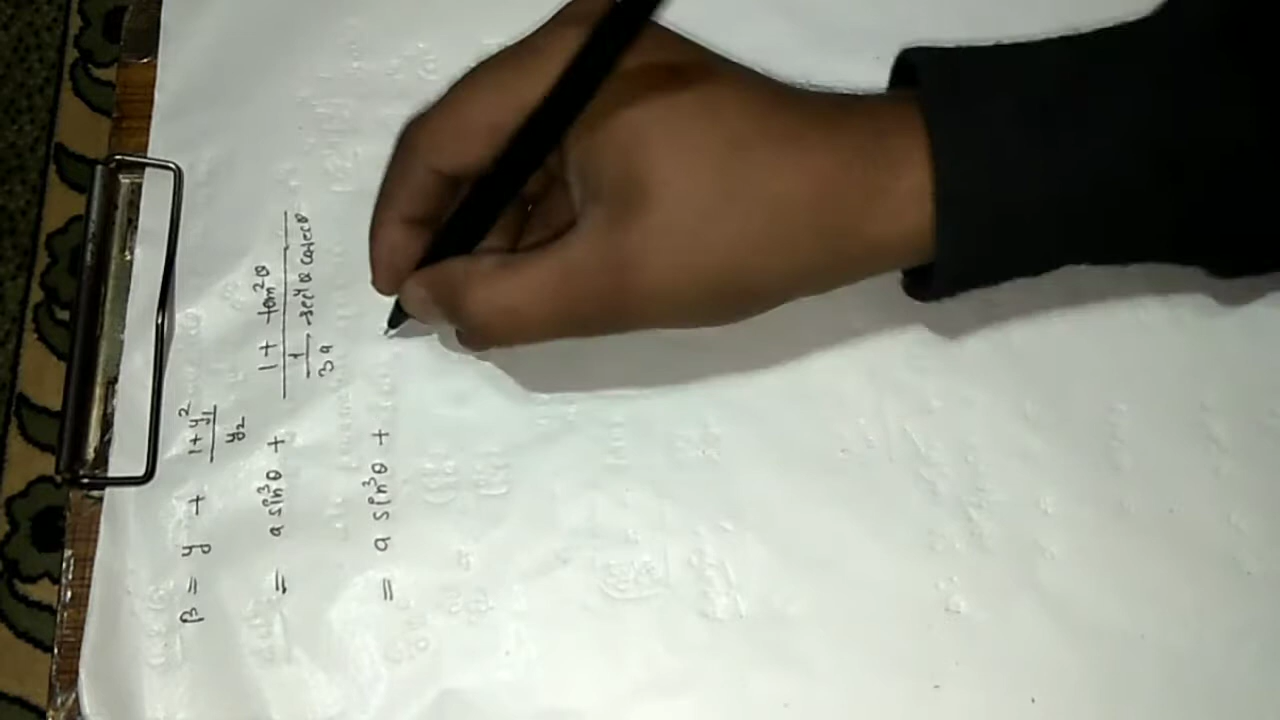 β = y + (1 + y₁²)/y₂
= a sin³θ + (1 + tan²θ)/((1/3a) sec⁴θ cosecθ)
= a sin³θ +